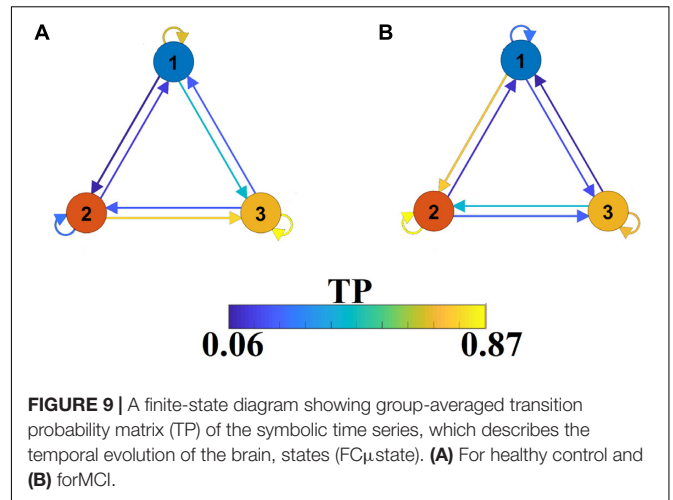 A
B
1
1
2
3
2
3
TP
0.06
0.87
FIGURE 9 | A finite-state diagram showing group-averaged transition
probability matrix (TP) of the symbolic time series, which describes the
temporal evolution of the brain, states (FCμstate). (A) For healthy control and
(B) forMCI.